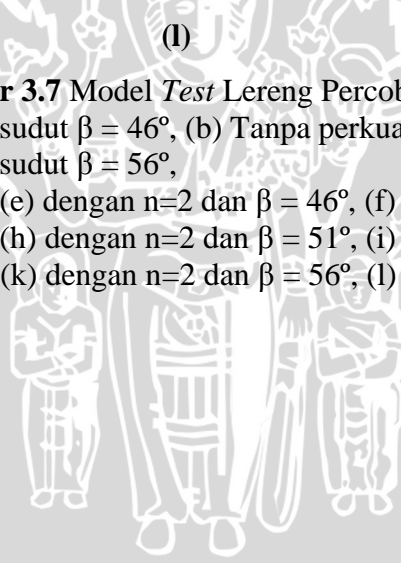 (l)
r 3.7 Model Test Lereng Percob
sudut β = 46º, (b) Tanpa perkua
sudut β = 56º,
(e) dengan n=2 dan β = 46º, (f)
(h) dengan n=2 dan β = 51º, (i)
(k) dengan n=2 dan β = 56º, (l)